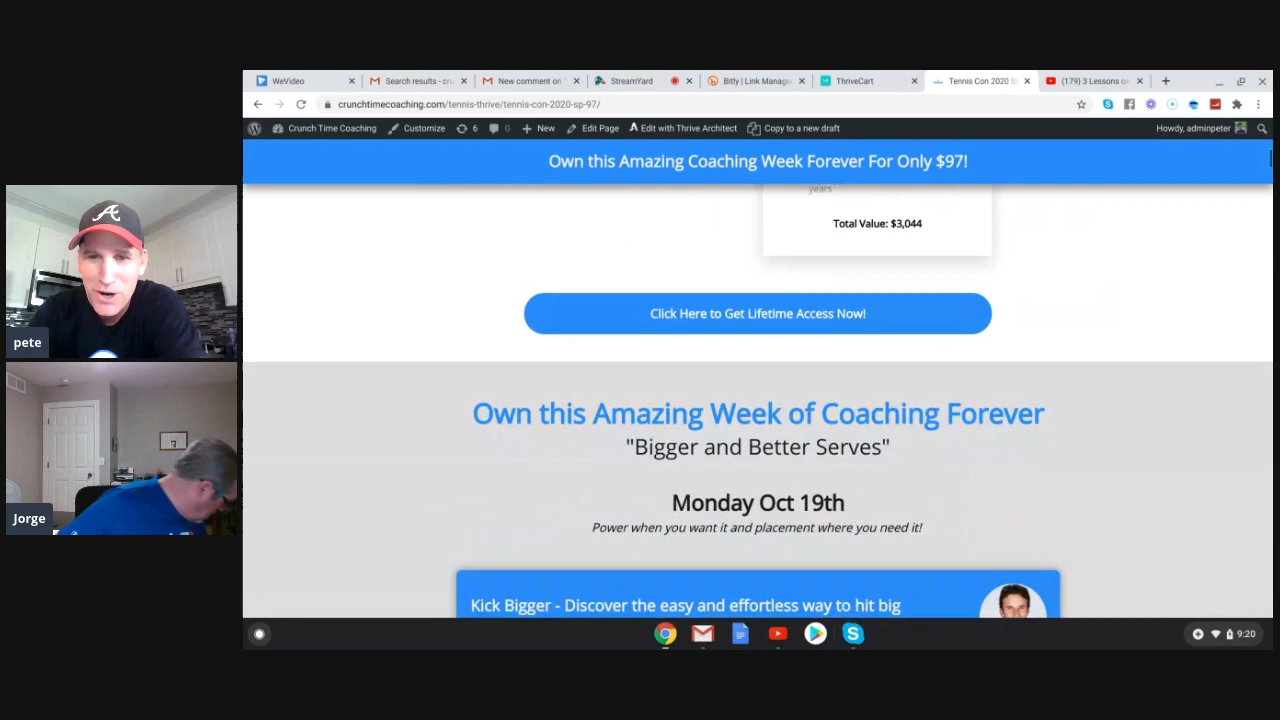 WeVideo
Search results - cru
New comment on "
StreamYard
Bitly | Link Manage
ThriveCart
Tennis Con 2020 S
(179) 3 Lessons on
crunchtimecoaching.com/tennis-thrive/tennis-con-2020-sp-97/
Crunch Time Coaching
Customize
6
0
New
Edit Page
Edit with Thrive Architect
Copy to a new draft
Howdy, adminpeter
Own this Amazing Coaching Week Forever For Only $97!
years
Total Value: $3,044
Click Here to Get Lifetime Access Now!
Own this Amazing Week of Coaching Forever
"Bigger and Better Serves"
Monday Oct 19th
Power when you want it and placement where you need it!
Kick Bigger - Discover the easy and effortless way to hit big
9:20
A
pete
Jorge